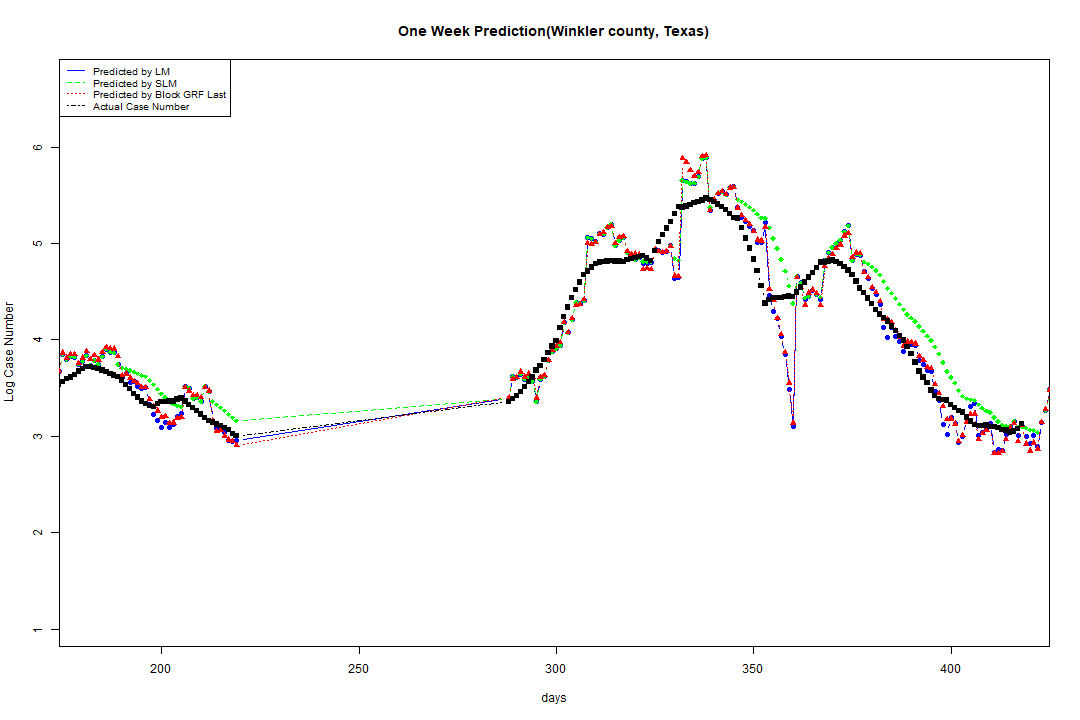 One Week Prediction(Winkler county, Texas)
Predicted by LM
Predicted by SLM
Predicted by Block GRF Last
Actual Case Number
Log Case Number
6
5
4
3
2
1
200
250
300
350
400
days